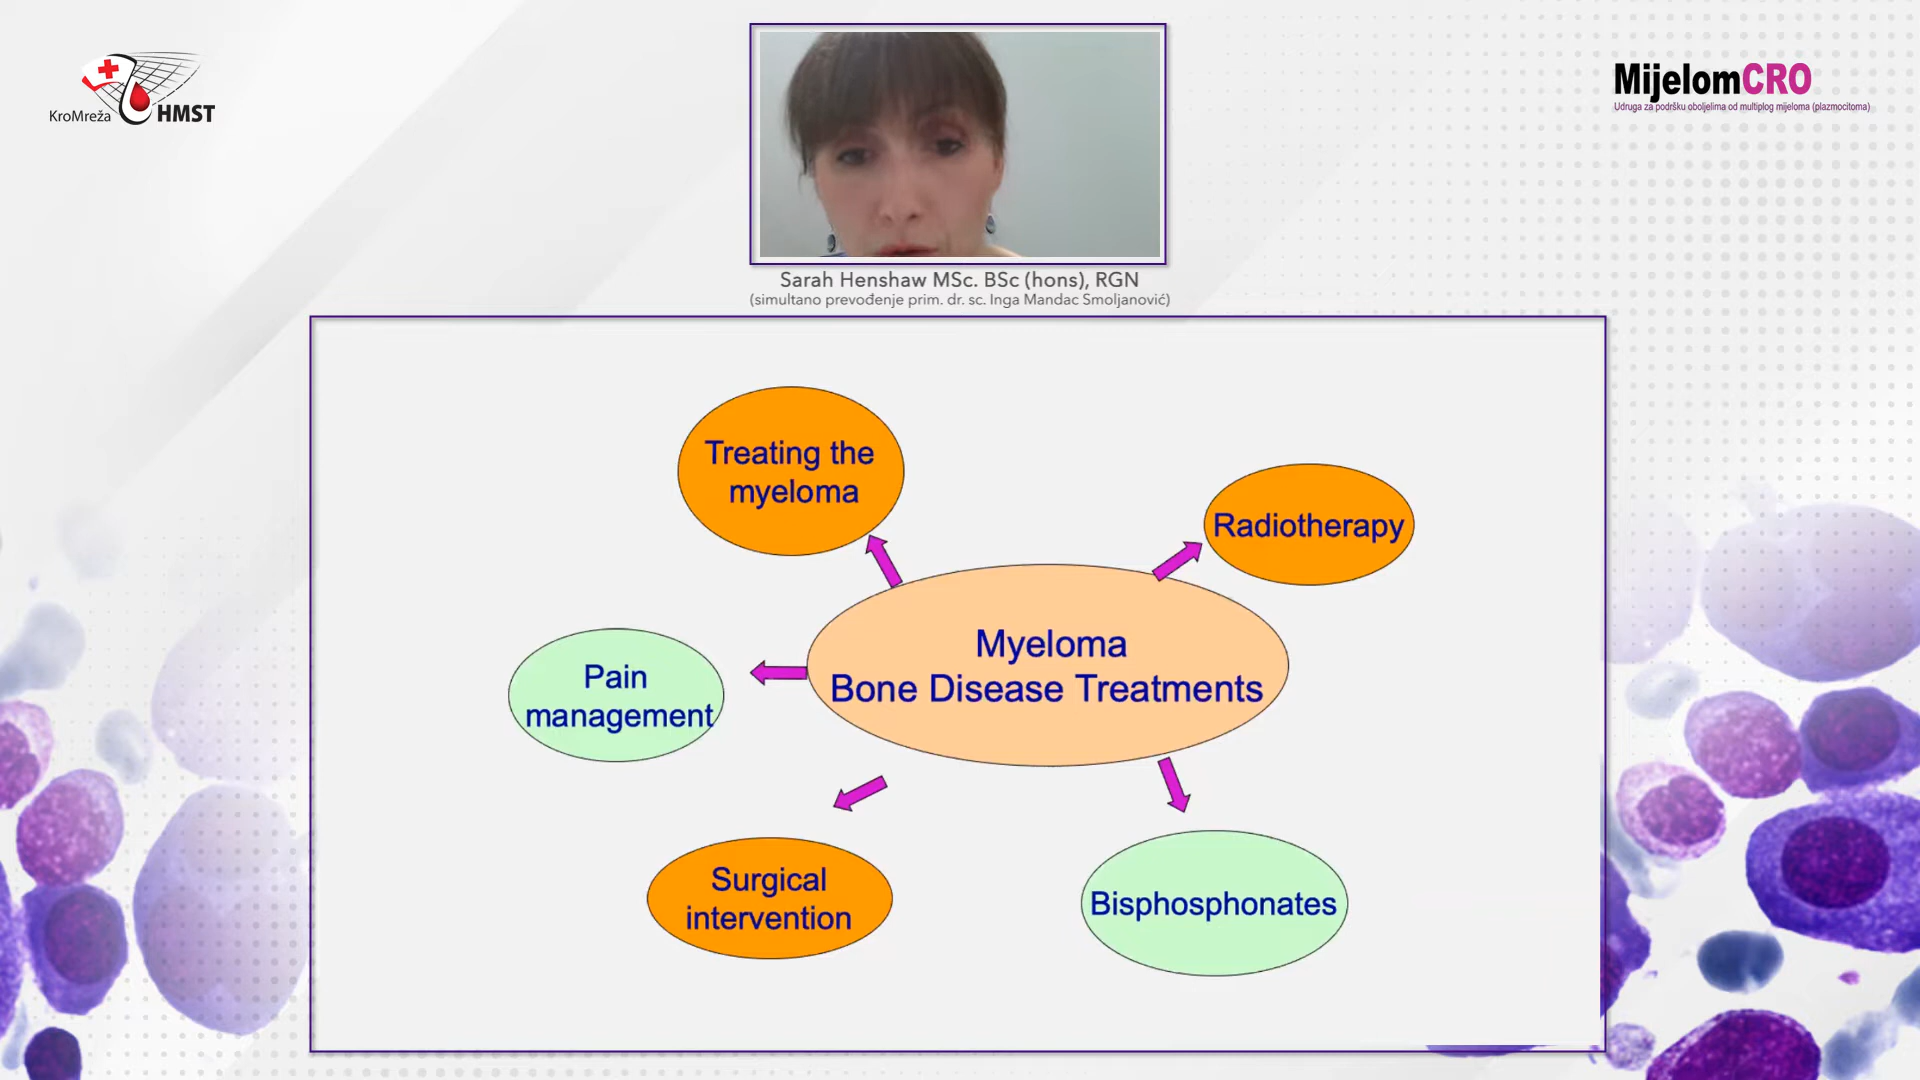 KroMreža HMST
MijelomCRO
Udruga za podršku oboljelima od multiplog mijeloma (plazmocitoma)
Sarah Henshaw MSc. BSc (hons), RGN
(simultano prevođenje prim. dr. sc. Inga Mandac Smoljanović)
Treating the
myeloma
Radiotherapy
Myeloma
Bone Disease Treatments
Pain
management
Surgical
intervention
Bisphosphonates